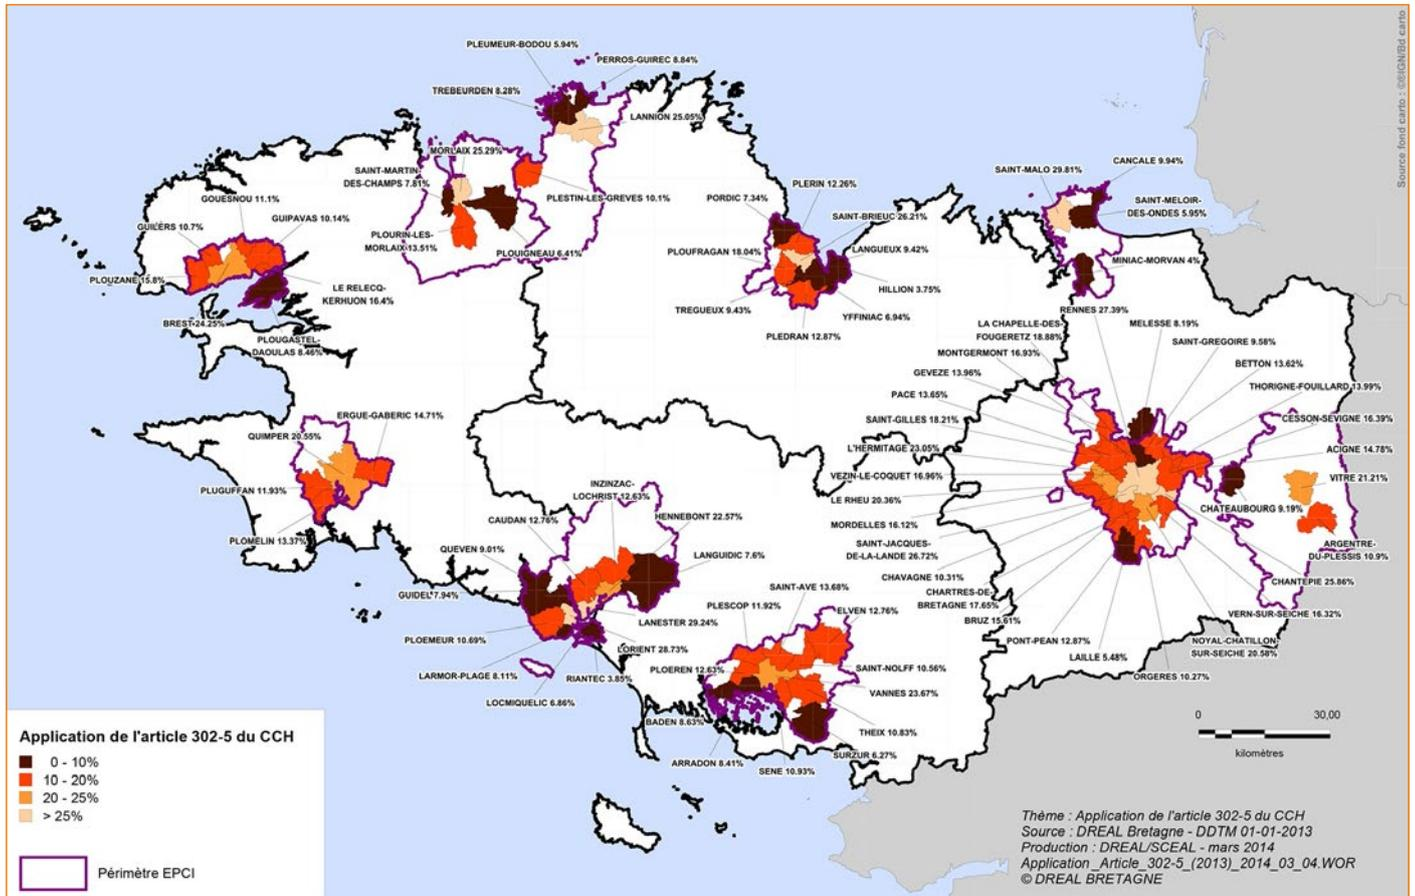 PLEUMEUR-BODOU 5.94%
PERROS-GUIREC 8.84%
TREBEURDEN 8.28%
LANNION 25.05%
MORLAIX 25.29%
SAINT-MARTIN-
DES-CHAMPS 7.81%
PLESTIN-LES-GREVES 10.1%
PLOURIN-LES-
MORLAIX 13.51%
PLOUIGNEAU 6.41%
GOUESNOU 11.1%
GUIPAVAS 10.14%
GUILERS 10.7%
PLOUZANE 15.8%
LE RELECQ-
KERHUON 16.4%
BREST 24.25%
PLOUGASTEL-
DAOULAS 8.46%
PLERIN 12.26%
PORDIC 7.34%
SAINT-BRIEUC 26.21%
PLOUFRAGAN 18.04%
LANGUEUX 9.42%
HILLION 3.75%
TREGUEUX 9.43%
YFFINIAC 6.94%
PLEDRAN 12.87%
SAINT-MALO 29.81%
CANCALE 9.94%
SAINT-MELOIR-
DES-ONDES 5.95%
MINIAC-MORVAN 4%
RENNES 27.39%
MELESSE 8.19%
LA CHAPELLE-DES-
FOUGERETZ 18.88%
SAINT-GREGOIRE 9.58%
MONTGERMONT 16.93%
BETTON 13.62%
GEVEZE 13.96%
THORIGNE-FOUILLARD 13.99%
PACE 13.65%
CESSON-SEVIGNE 16.39%
SAINT-GILLES 18.21%
ACIGNE 14.78%
L'HERMITAGE 23.05%
VITRE 21.21%
VEZIN-LE-COQUET 16.96%
LE RHEU 20.36%
CHATEAUBOURG 9.19%
MORDELLES 16.12%
SAINT-JACQUES-
DE-LA-LANDE 26.72%
ARGENTRE-
DU-PLESSIS 10.9%
CHAVAGNE 10.31%
CHANTEPIE 25.86%
CHARTRES-DE-
BRETAGNE 17.65%
VERN-SUR-SEICHE 16.32%
BRUZ 15.61%
PONT-PEAN 12.87%
NOYAL-CHATILLON-
SUR-SEICHE 20.58%
LAILLE 5.48%
ORGERES 10.27%
ERGUE-GABERIC 14.71%
QUIMPER 20.55%
PLUGUFFAN 11.93%
PLOMELIN 13.37%
INZINZAC-
LOCHRIST 12.63%
CAUDAN 12.76%
HENNEBONT 22.57%
QUEVEN 9.01%
LANGUIDIC 7.6%
GUIDEL 7.94%
LANESTER 29.24%
PLOEMEUR 10.69%
LORIENT 28.73%
LARMOR-PLAGE 8.11%
RIANTEC 3.85%
LOCMIQUELIC 6.86%
SAINT-AVE 13.68%
PLESCOP 11.92%
ELVEN 12.76%
PLOEREN 12.63%
SAINT-NOLFF 10.56%
VANNES 23.67%
BADEN 8.63%
THEIX 10.83%
ARRADON 8.41%
SURZUR 6.27%
SENE 10.93%
0 30,00
kilomètres
Application de l'article 302-5 du CCH
0 - 10%
10 - 20%
20 - 25%
> 25%
Périmètre EPCI
Thème : Application de l'article 302-5 du CCH
Source : DREAL Bretagne - DDTM 01-01-2013
Production : DREAL/SCEAL - mars 2014
Application_Article_302-5_(2013)_2014_03_04.WOR
© DREAL BRETAGNE
Source fond carto : ©®IGN/Bd carto